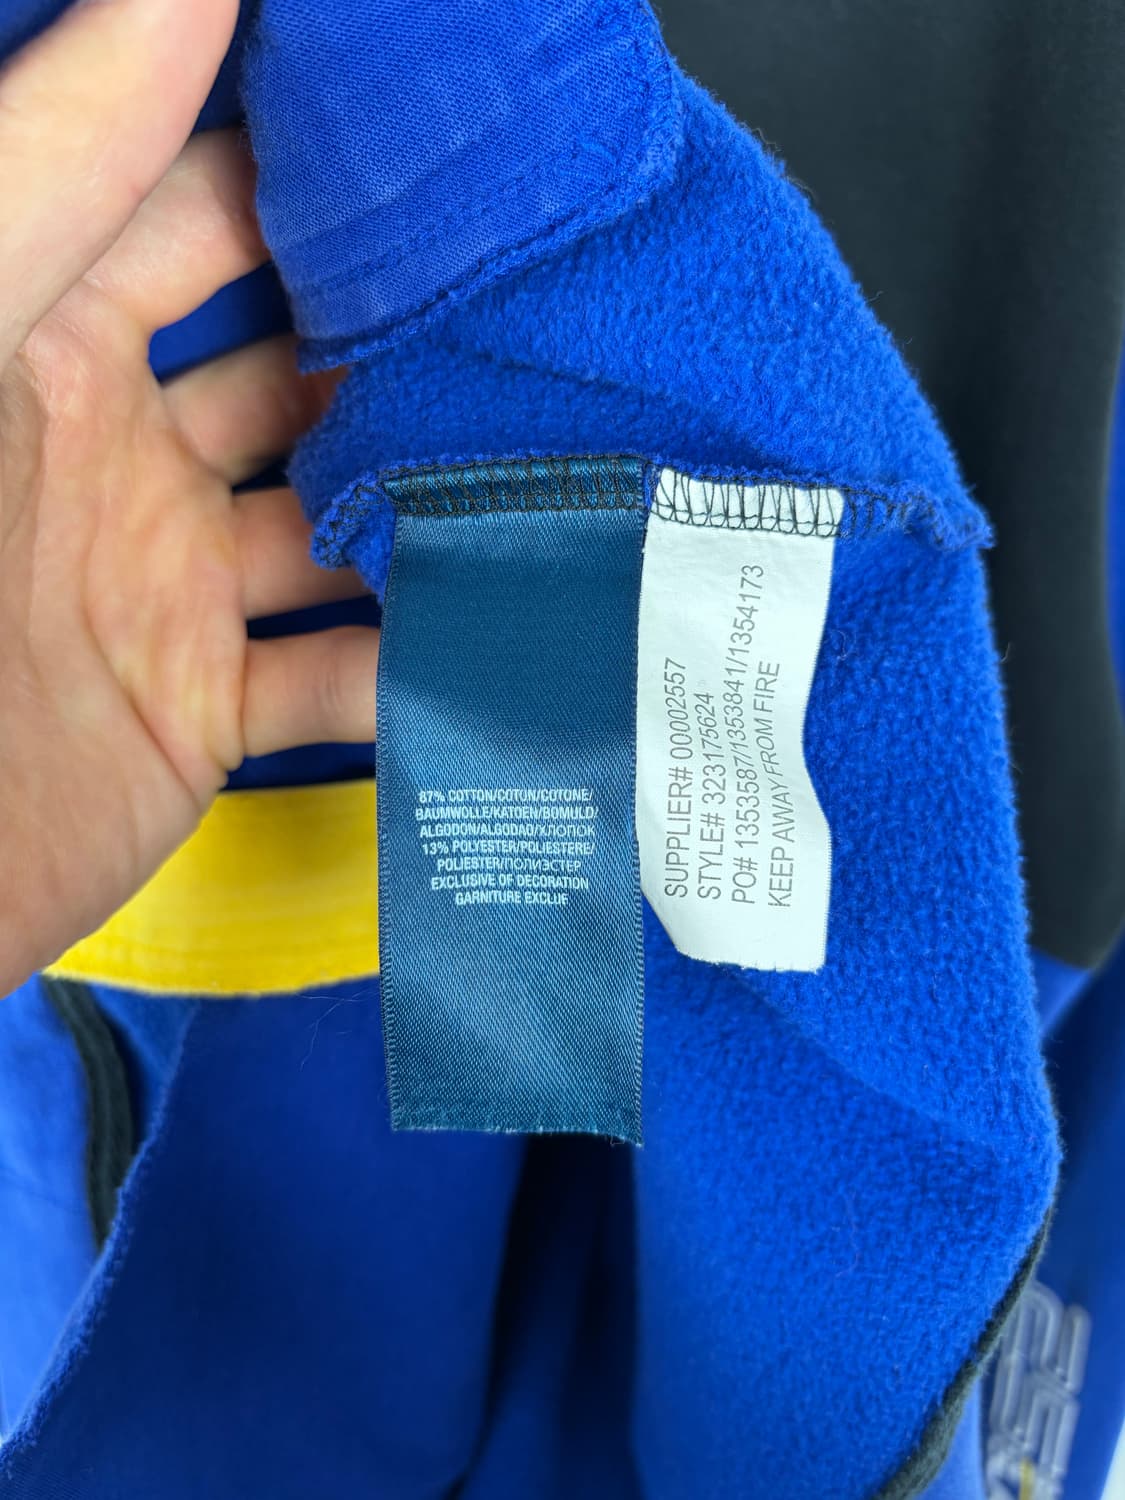 87% COTTON/COTON/COTONE/
BAUMWOLLE/KATOEN/BOMULD/
ALGODON/ALGODAO/ХЛОПОК
13% POLYESTER/POLIESTERE/
POLIESTER/ПОЛИЭСТЕР
EXCLUSIVE OF DECORATION
GARNITURE EXCLUE
SUPPLIER# 00002557
STYLE# 323175624
PO# 1353587/1353841/1354173
KEEP AWAY FROM FIRE